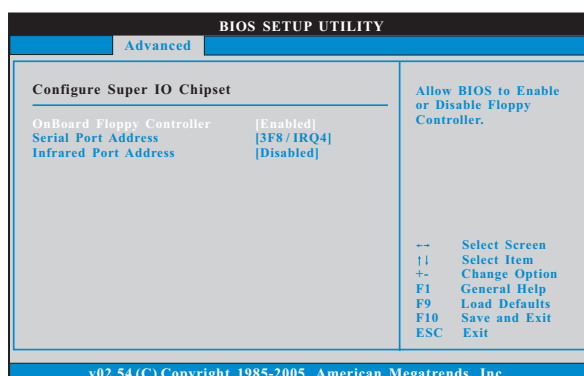 BIOS SETUP UTILITY
Advanced
Configure Super IO Chipset
OnBoard Floppy Controller [Enabled]
Serial Port Address [3F8 / IRQ4]
Infrared Port Address [Disabled]
Allow BIOS to Enable
or Disable Floppy
Controller.
←→ Select Screen
↑↓ Select Item
+- Change Option
F1 General Help
F9 Load Defaults
F10 Save and Exit
ESC Exit
v02.54 (C) Copyright 1985-2005, American Megatrends, Inc.